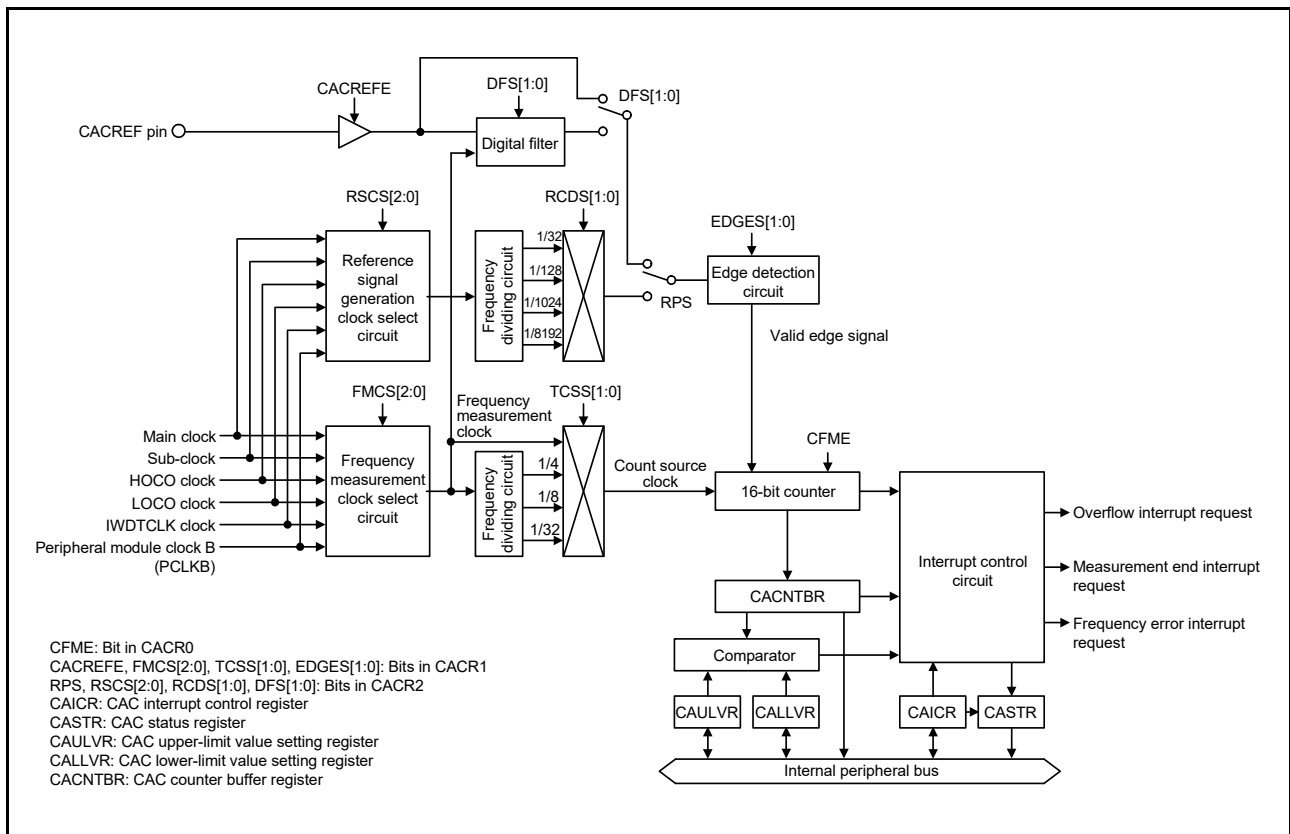 CACREFE
DFS[1:0]
DFS[1:0]
CACREF pin
Digital filter
RSCS[2:0]
RCDS[1:0]
EDGES[1:0]
Reference
signal
generation
clock select
circuit
Frequency
dividing circuit
1/32
1/128
1/1024
1/8192
RPS
Edge detection
circuit
Valid edge signal
FMCS[2:0]
Frequency
measurement
clock
TCSS[1:0]
CFME
Main clock
Sub-clock
HOCO clock
LOCO clock
IWDTCLK clock
Peripheral module clock B
(PCLKB)
Frequency
measurement
clock select
circuit
Frequency
dividing circuit
1/4
1/8
1/32
Count source
clock
16-bit counter
Interrupt control
circuit
Overflow interrupt request
Measurement end interrupt
request
Frequency error interrupt
request
CACNTBR
Comparator
CAULVR
CALLVR
CAICR
CASTR
Internal peripheral bus
CFME: Bit in CACR0
CACREFE, FMCS[2:0], TCSS[1:0], EDGES[1:0]: Bits in CACR1
RPS, RSCS[2:0], RCDS[1:0], DFS[1:0]: Bits in CACR2
CAICR: CAC interrupt control register
CASTR: CAC status register
CAULVR: CAC upper-limit value setting register
CALLVR: CAC lower-limit value setting register
CACNTBR: CAC counter buffer register